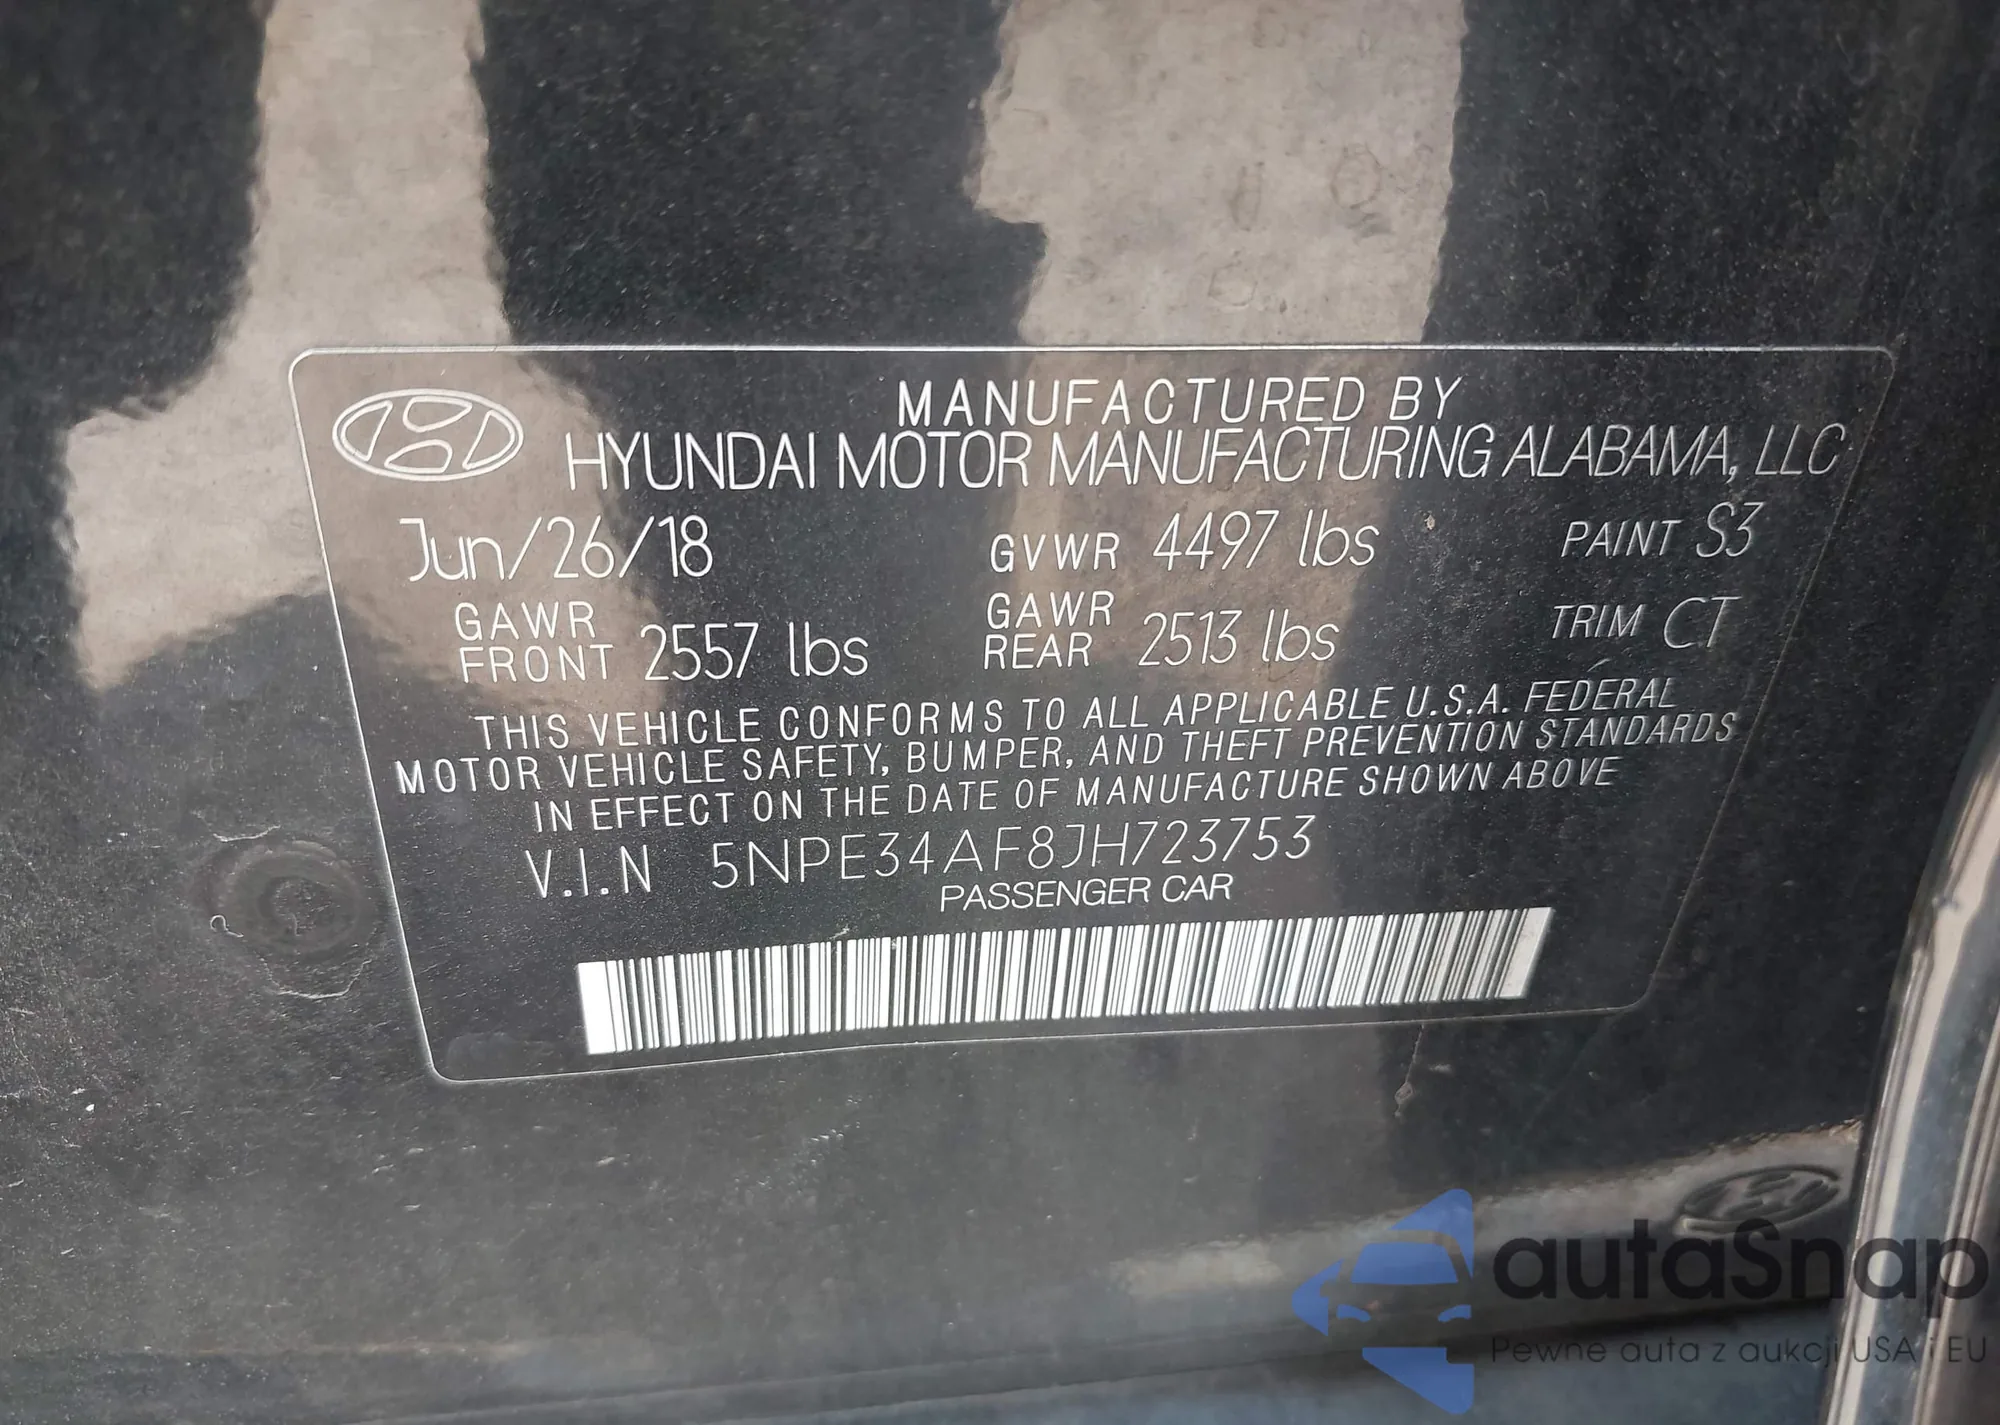 MANUFACTURED BY
HYUNDAI MOTOR MANUFACTURING ALABAMA, LLC
Jun/26/18 GVWR 4497 lbs PAINT S3
GAWR FRONT 2557 lbs GAWR REAR 2513 lbs TRIM CT
THIS VEHICLE CONFORMS TO ALL APPLICABLE U.S.A. FEDERAL
MOTOR VEHICLE SAFETY, BUMPER, AND THEFT PREVENTION STANDARDS
IN EFFECT ON THE DATE OF MANUFACTURE SHOWN ABOVE
V.I.N 5NPE34AF8JH723753
PASSENGER CAR
autaSnap
Pewne auta z aukcji USA i EU